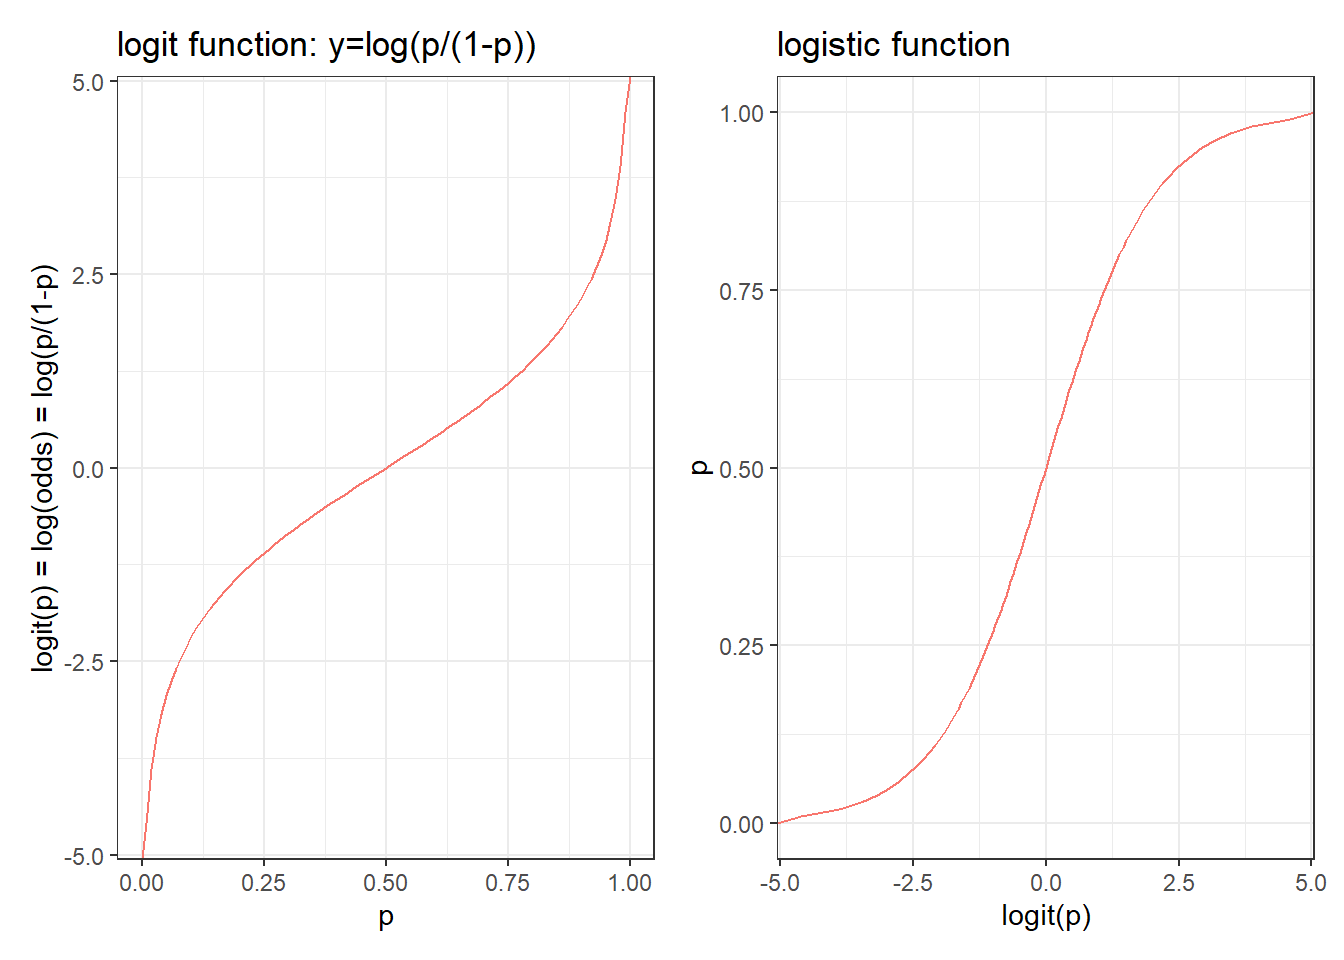 logit function: y=log(p/(1-p))
logit(p) = log(odds) = log(p/(1-p)
5.0
2.5
0.0
-2.5
-5.0
0.00 0.25 0.50 0.75 1.00
p
logistic function
p
1.00
0.75
0.50
0.25
0.00
-5.0 -2.5 0.0 2.5 5.0
logit(p)